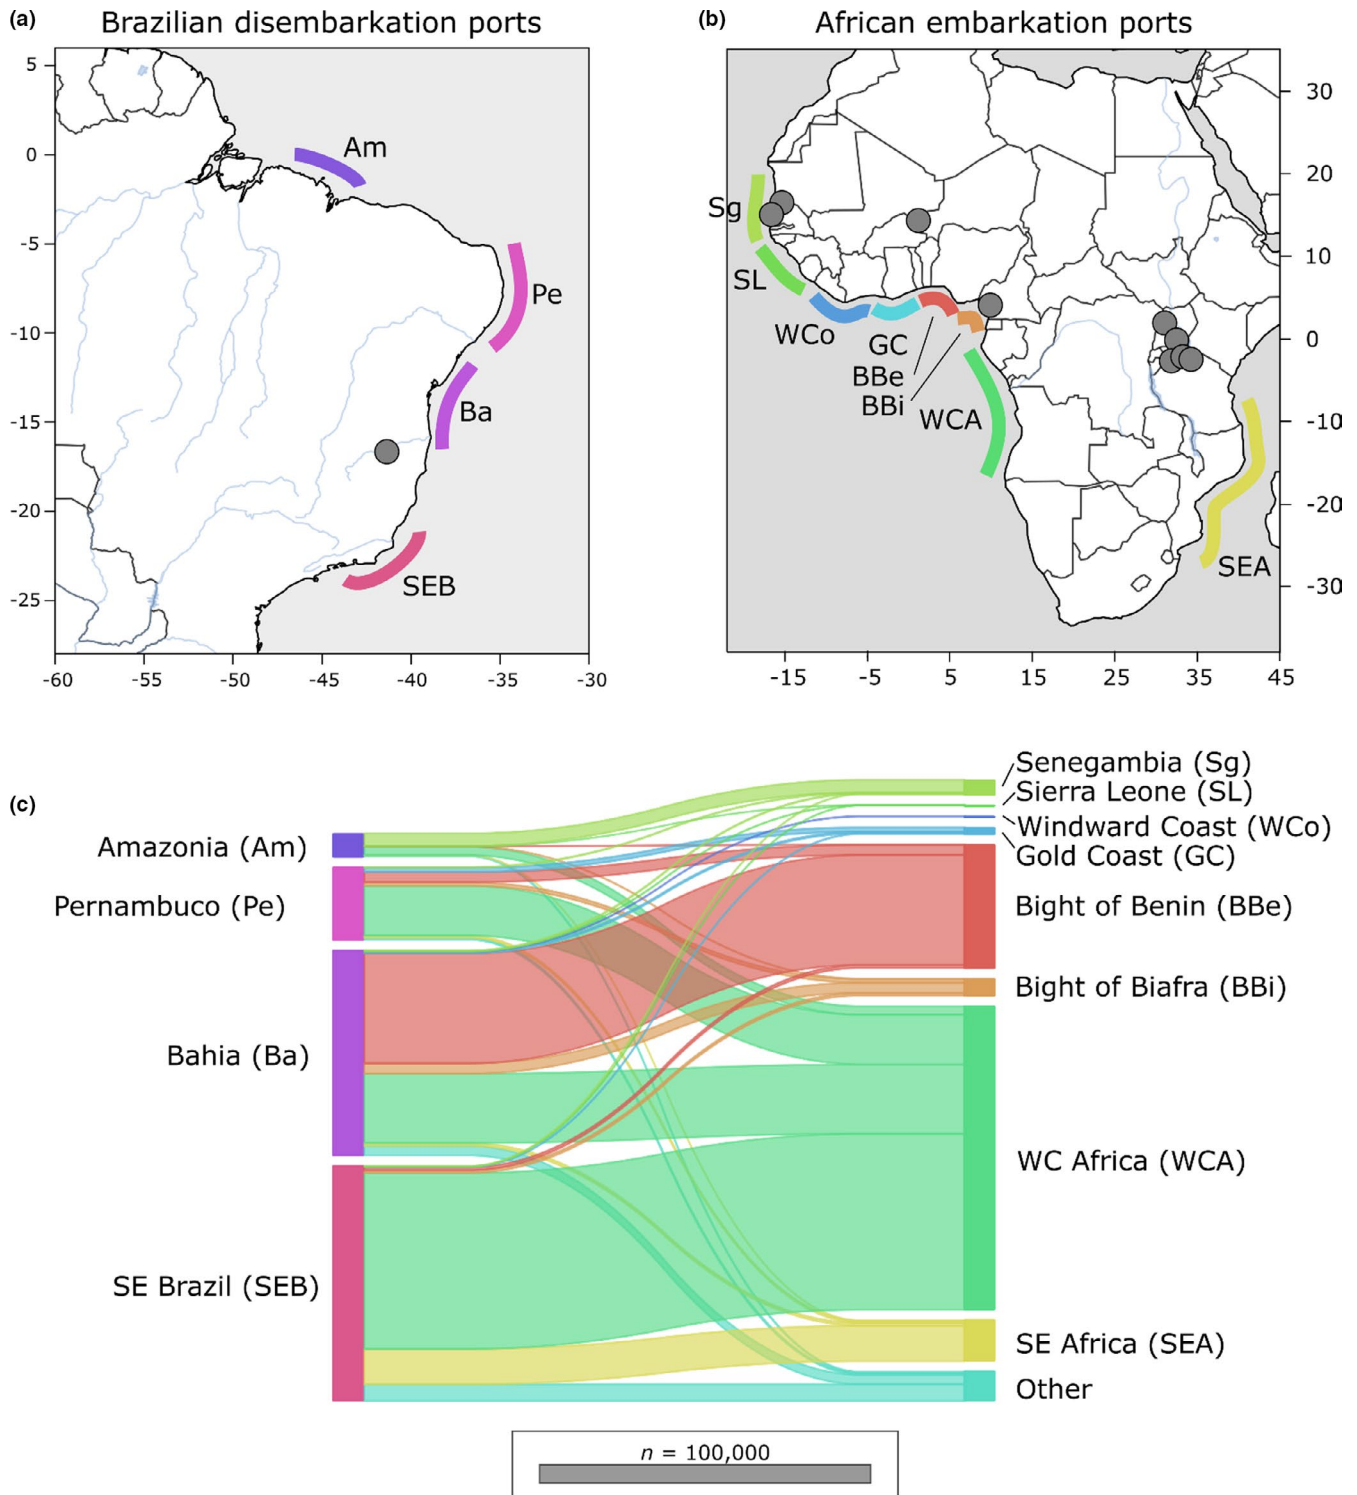 (a) Brazilian disembarkation ports
5
0
-5
-10
-15
-20
-25
-60 -55 -50 -45 -40 -35 -30
Am
Pe
Ba
SEB
(b) African embarkation ports
30
20
10
0
-10
-20
-30
-15 -5 5 15 25 35 45
Sg
SL
WCo
GC
BBe
BBi
WCA
SEA
(c)
Amazonia (Am)
Pernambuco (Pe)
Bahia (Ba)
SE Brazil (SEB)
Senegambia (Sg)
Sierra Leone (SL)
Windward Coast (WCo)
Gold Coast (GC)
Bight of Benin (BBe)
Bight of Biafra (BBi)
WC Africa (WCA)
SE Africa (SEA)
Other
n = 100,000